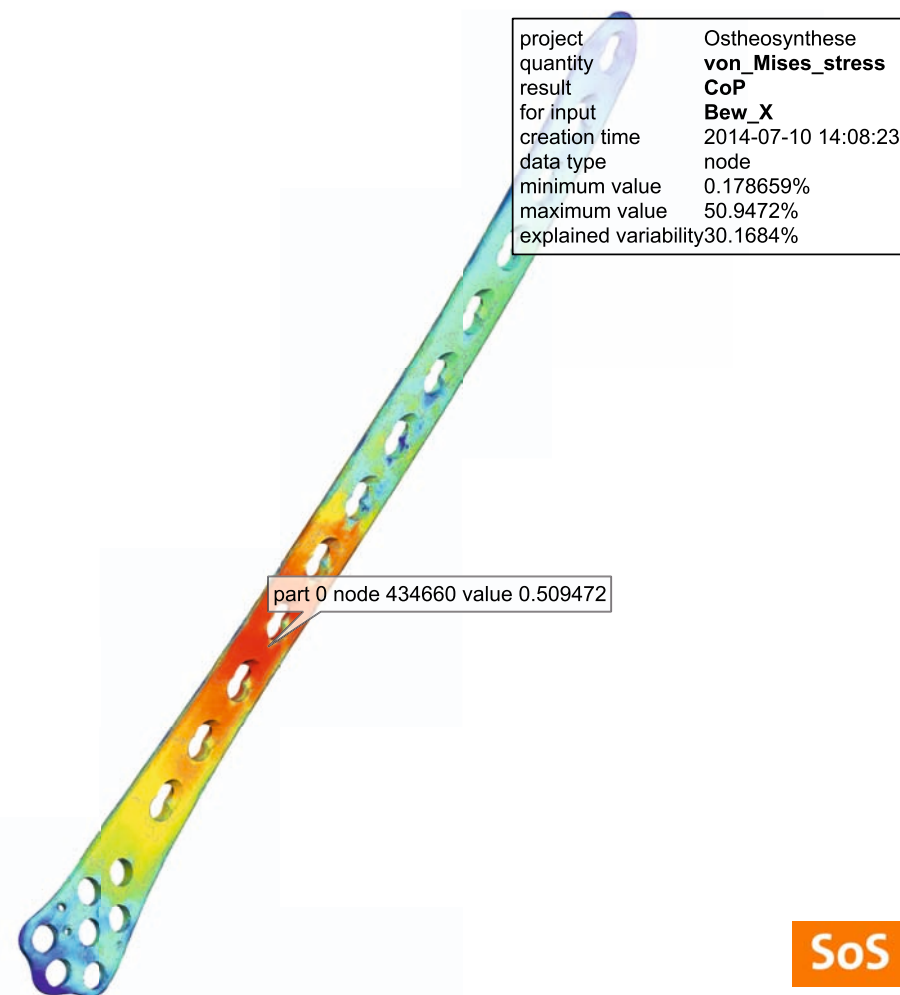 project Ostheosynthese
quantity von_Mises_stress
result CoP
for input Bew_X
creation time 2014-07-10 14:08:23
data type node
minimum value 0.178659%
maximum value 50.9472%
explained variability30.1684%
part 0 node 434660 value 0.509472
SoS